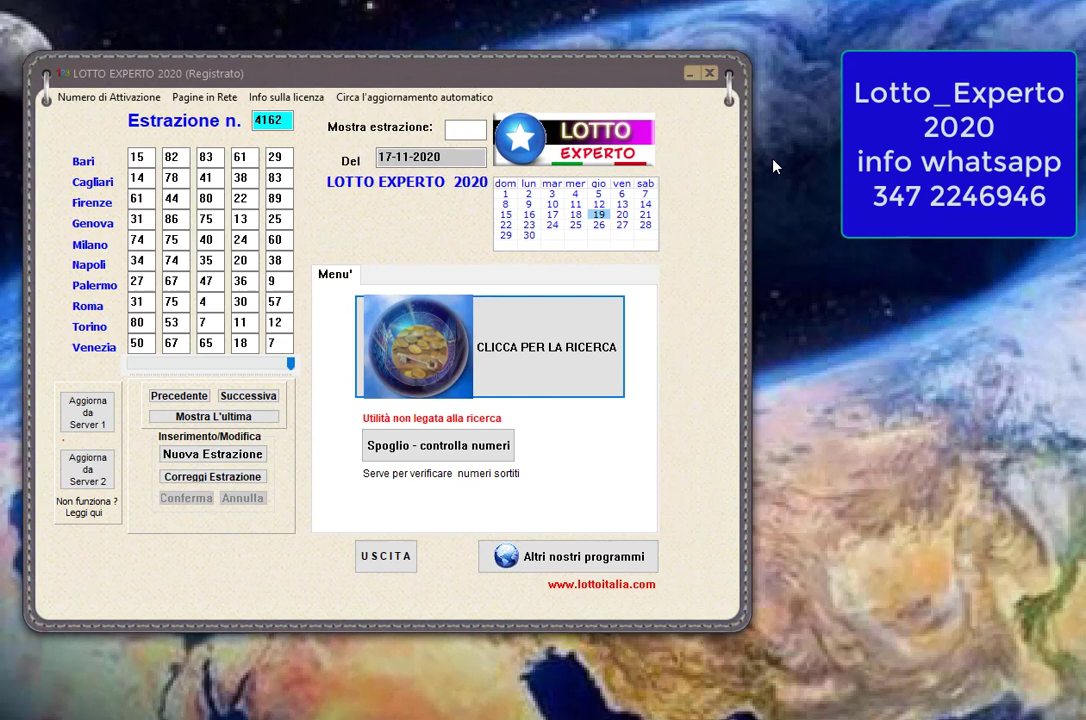 LOTTO EXPERTO 2020 (Registrato)
Numero di Attivazione Pagine in Rete Info sulla licenza Circa l'aggiornamento automatico
Estrazione n. 4162
Bari 15 82 83 61 29
Cagliari 14 78 41 38 83
Firenze 61 44 80 22 89
Genova 31 86 75 13 25
Milano 74 75 40 24 60
Napoli 34 74 35 20 38
Palermo 27 67 47 36 9
Roma 31 75 4 30 57
Torino 80 53 7 11 12
Venezia 50 67 65 18 7
Mostra estrazione:
Del 17-11-2020
LOTTO EXPERTO 2020
LOTTO
EXPERTO
dom lun mar mer gio ven sab
1 2 3 4 5 6 7
8 9 10 11 12 13 14
15 16 17 18 19 20 21
22 23 24 25 26 27 28
29 30
Menu'
CLICCA PER LA RICERCA
Utilità non legata alla ricerca
Spoglio - controlla numeri
Serve per verificare numeri sortiti
Aggiorna
da
Server 1
Aggiorna
da
Server 2
Non funziona ?
Leggi qui
Precedente Successiva
Mostra L'ultima
Inserimento/Modifica
Nuova Estrazione
Correggi Estrazione
Conferma Annulla
U S C I T A
Altri nostri programmi
www.lottoitalia.com
Lotto_Experto
2020
info whatsapp
347 2246946